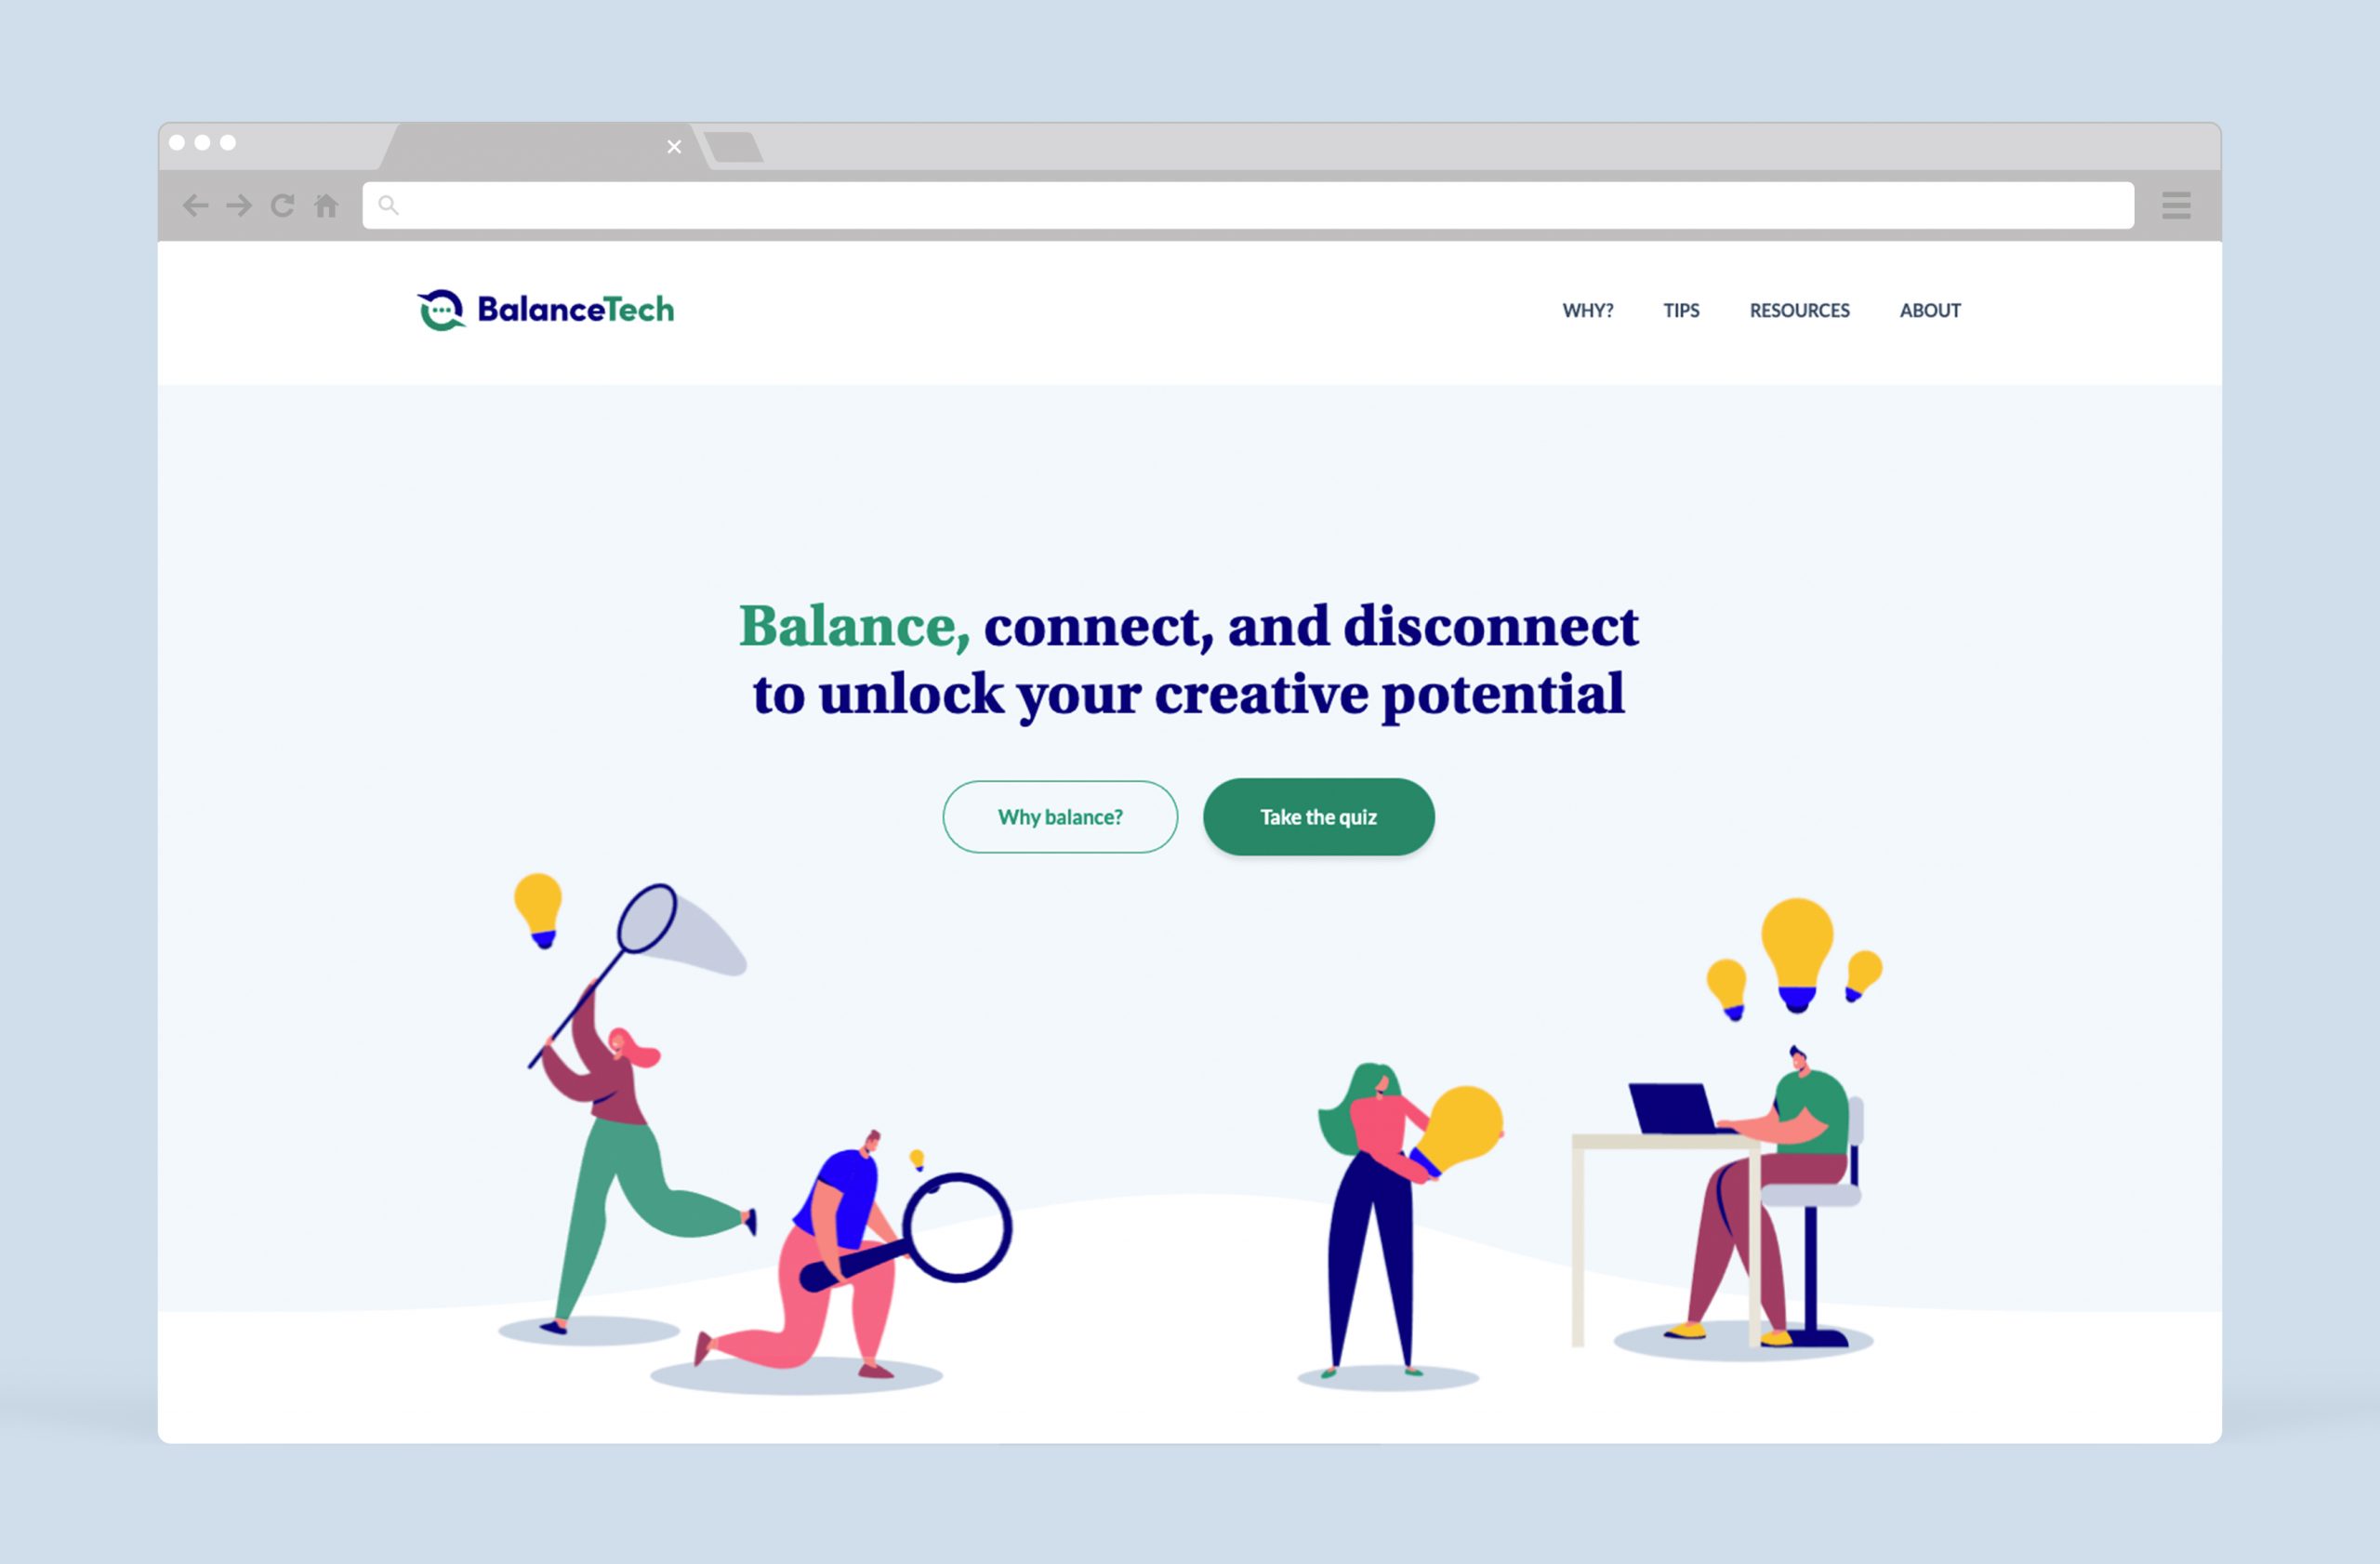 BalanceTech
WHY? TIPS RESOURCES ABOUT
Balance, connect, and disconnect
to unlock your creative potential
Why balance? Take the quiz